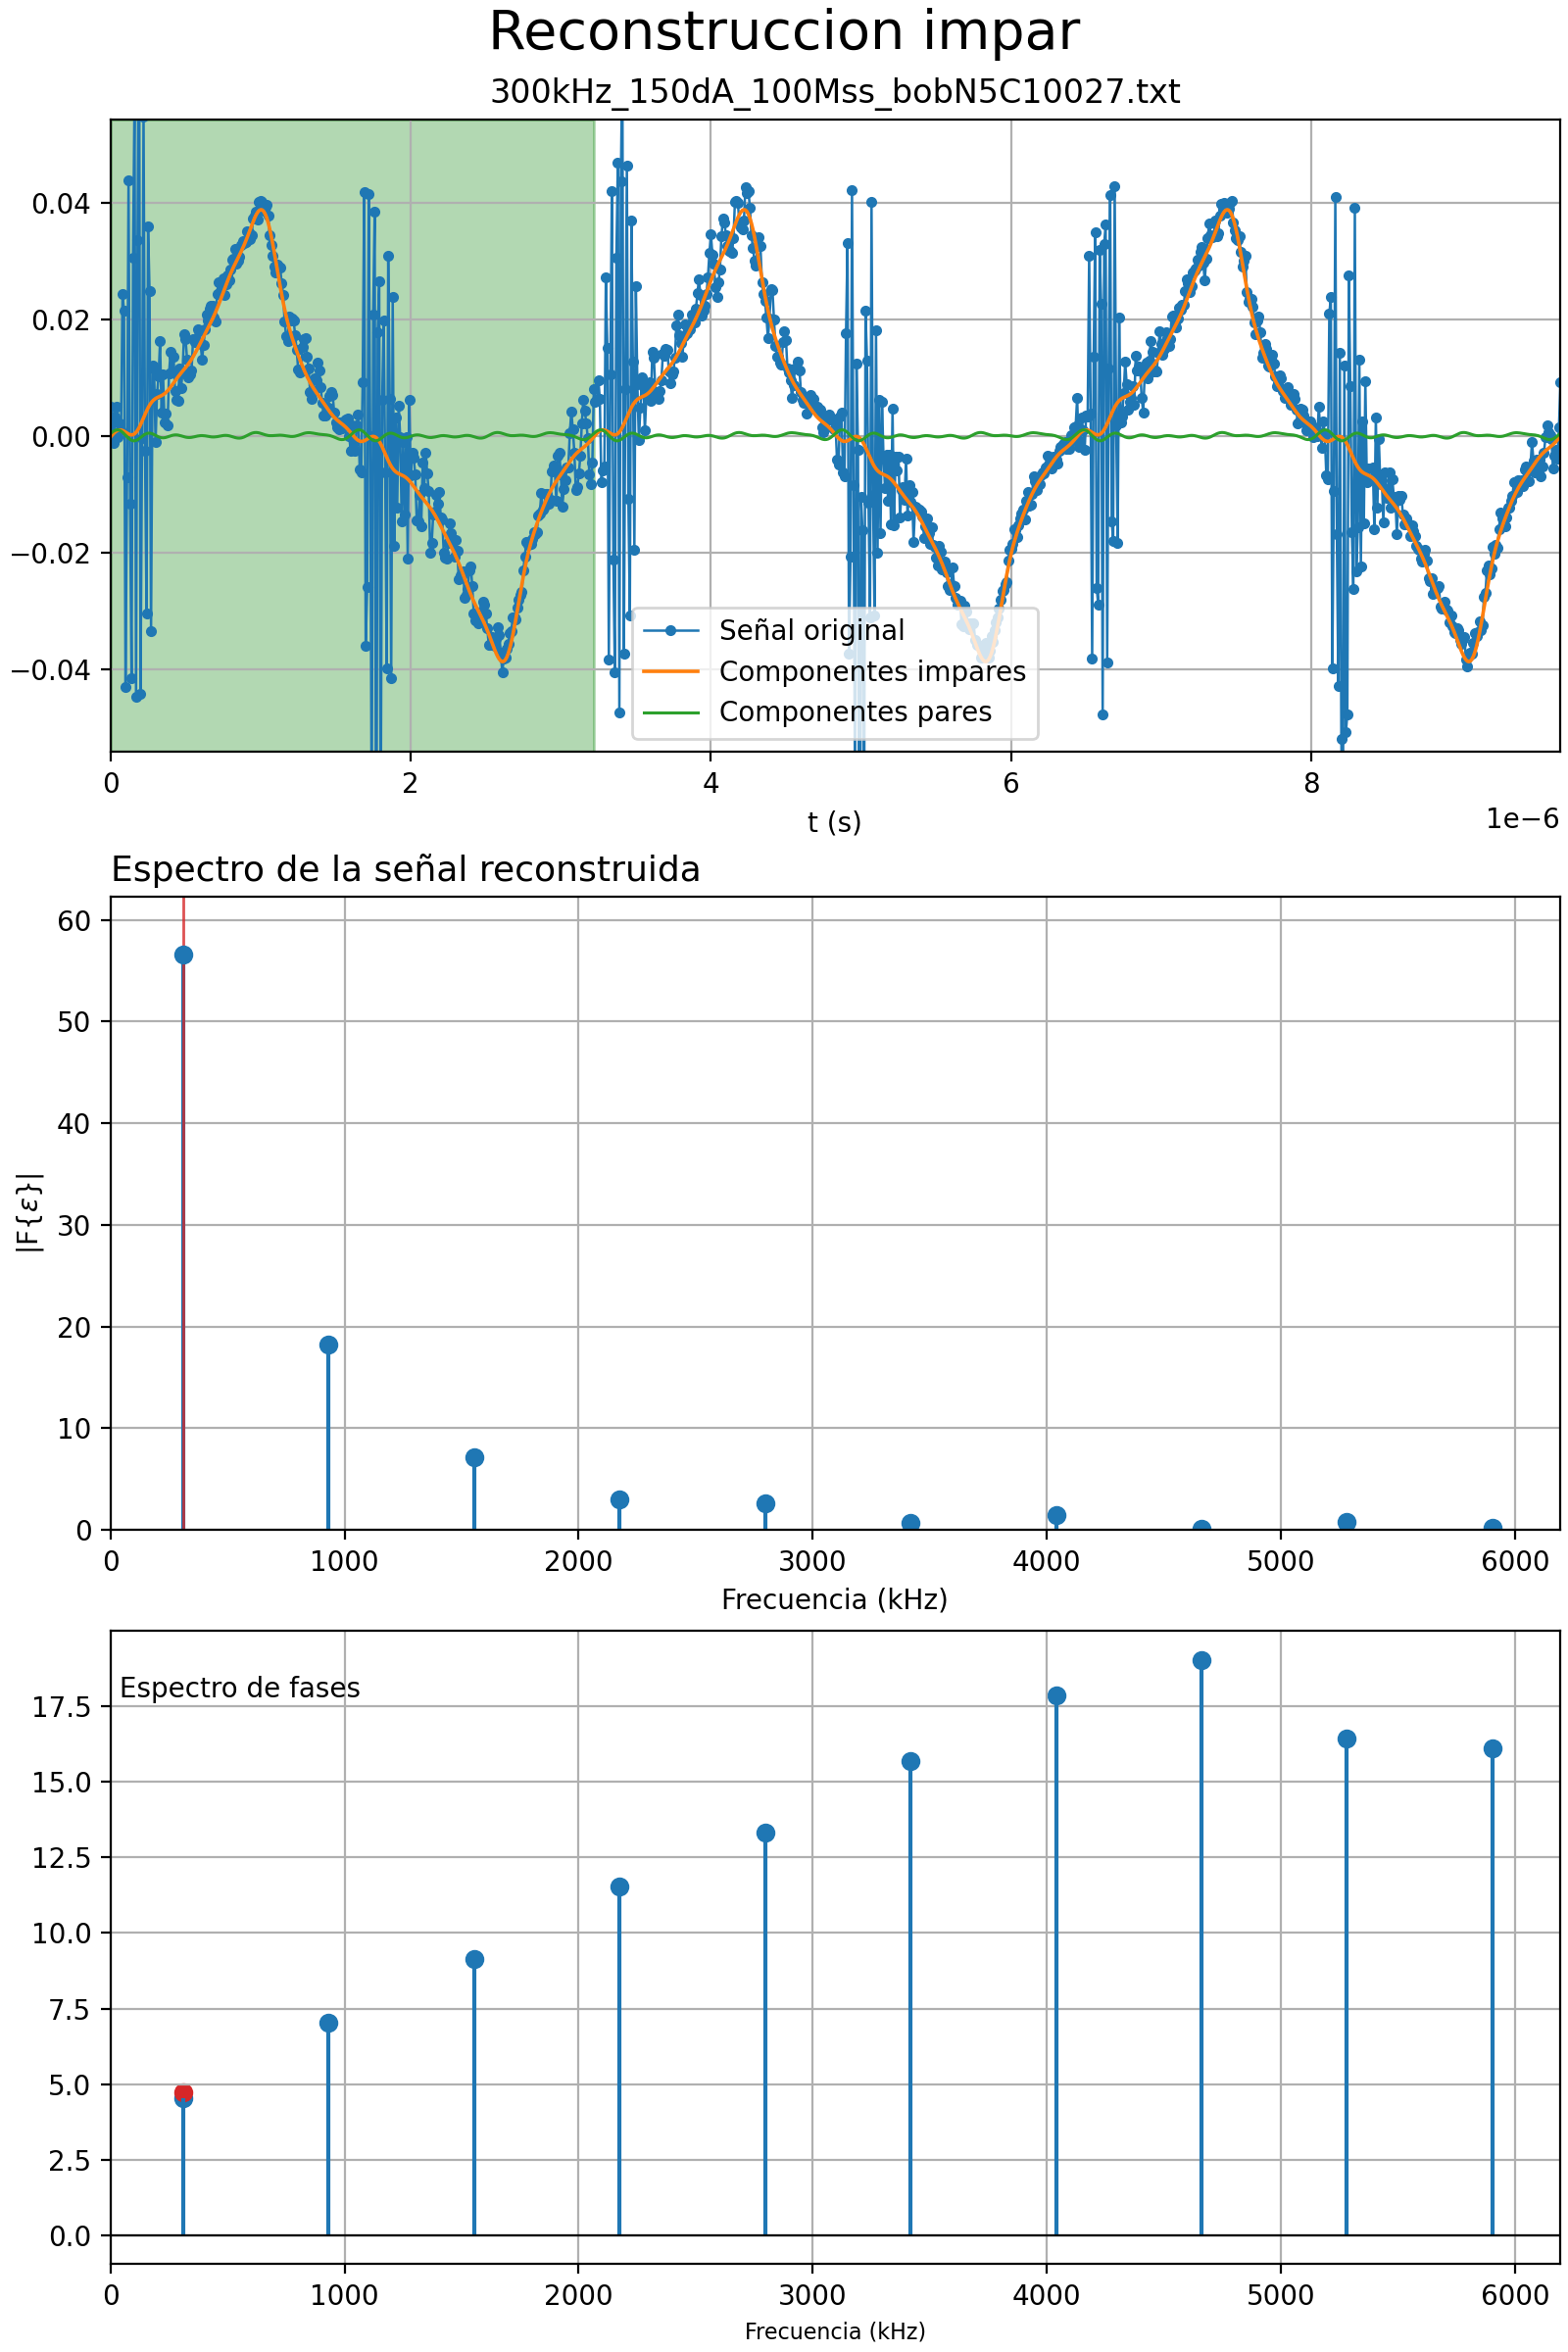 Reconstruccion impar
300kHz_150dA_100Mss_bobN5C10027.txt
0.04
0.02
0.00
−0.02
−0.04
Señal original
Componentes impares
Componentes pares
0 2 4 6 8
t (s)
1e−6
Espectro de la señal reconstruida
60
50
40
30
20
10
0
|F{ε}|
0 1000 2000 3000 4000 5000 6000
Frecuencia (kHz)
Espectro de fases
17.5
15.0
12.5
10.0
7.5
5.0
2.5
0.0
0 1000 2000 3000 4000 5000 6000
Frecuencia (kHz)